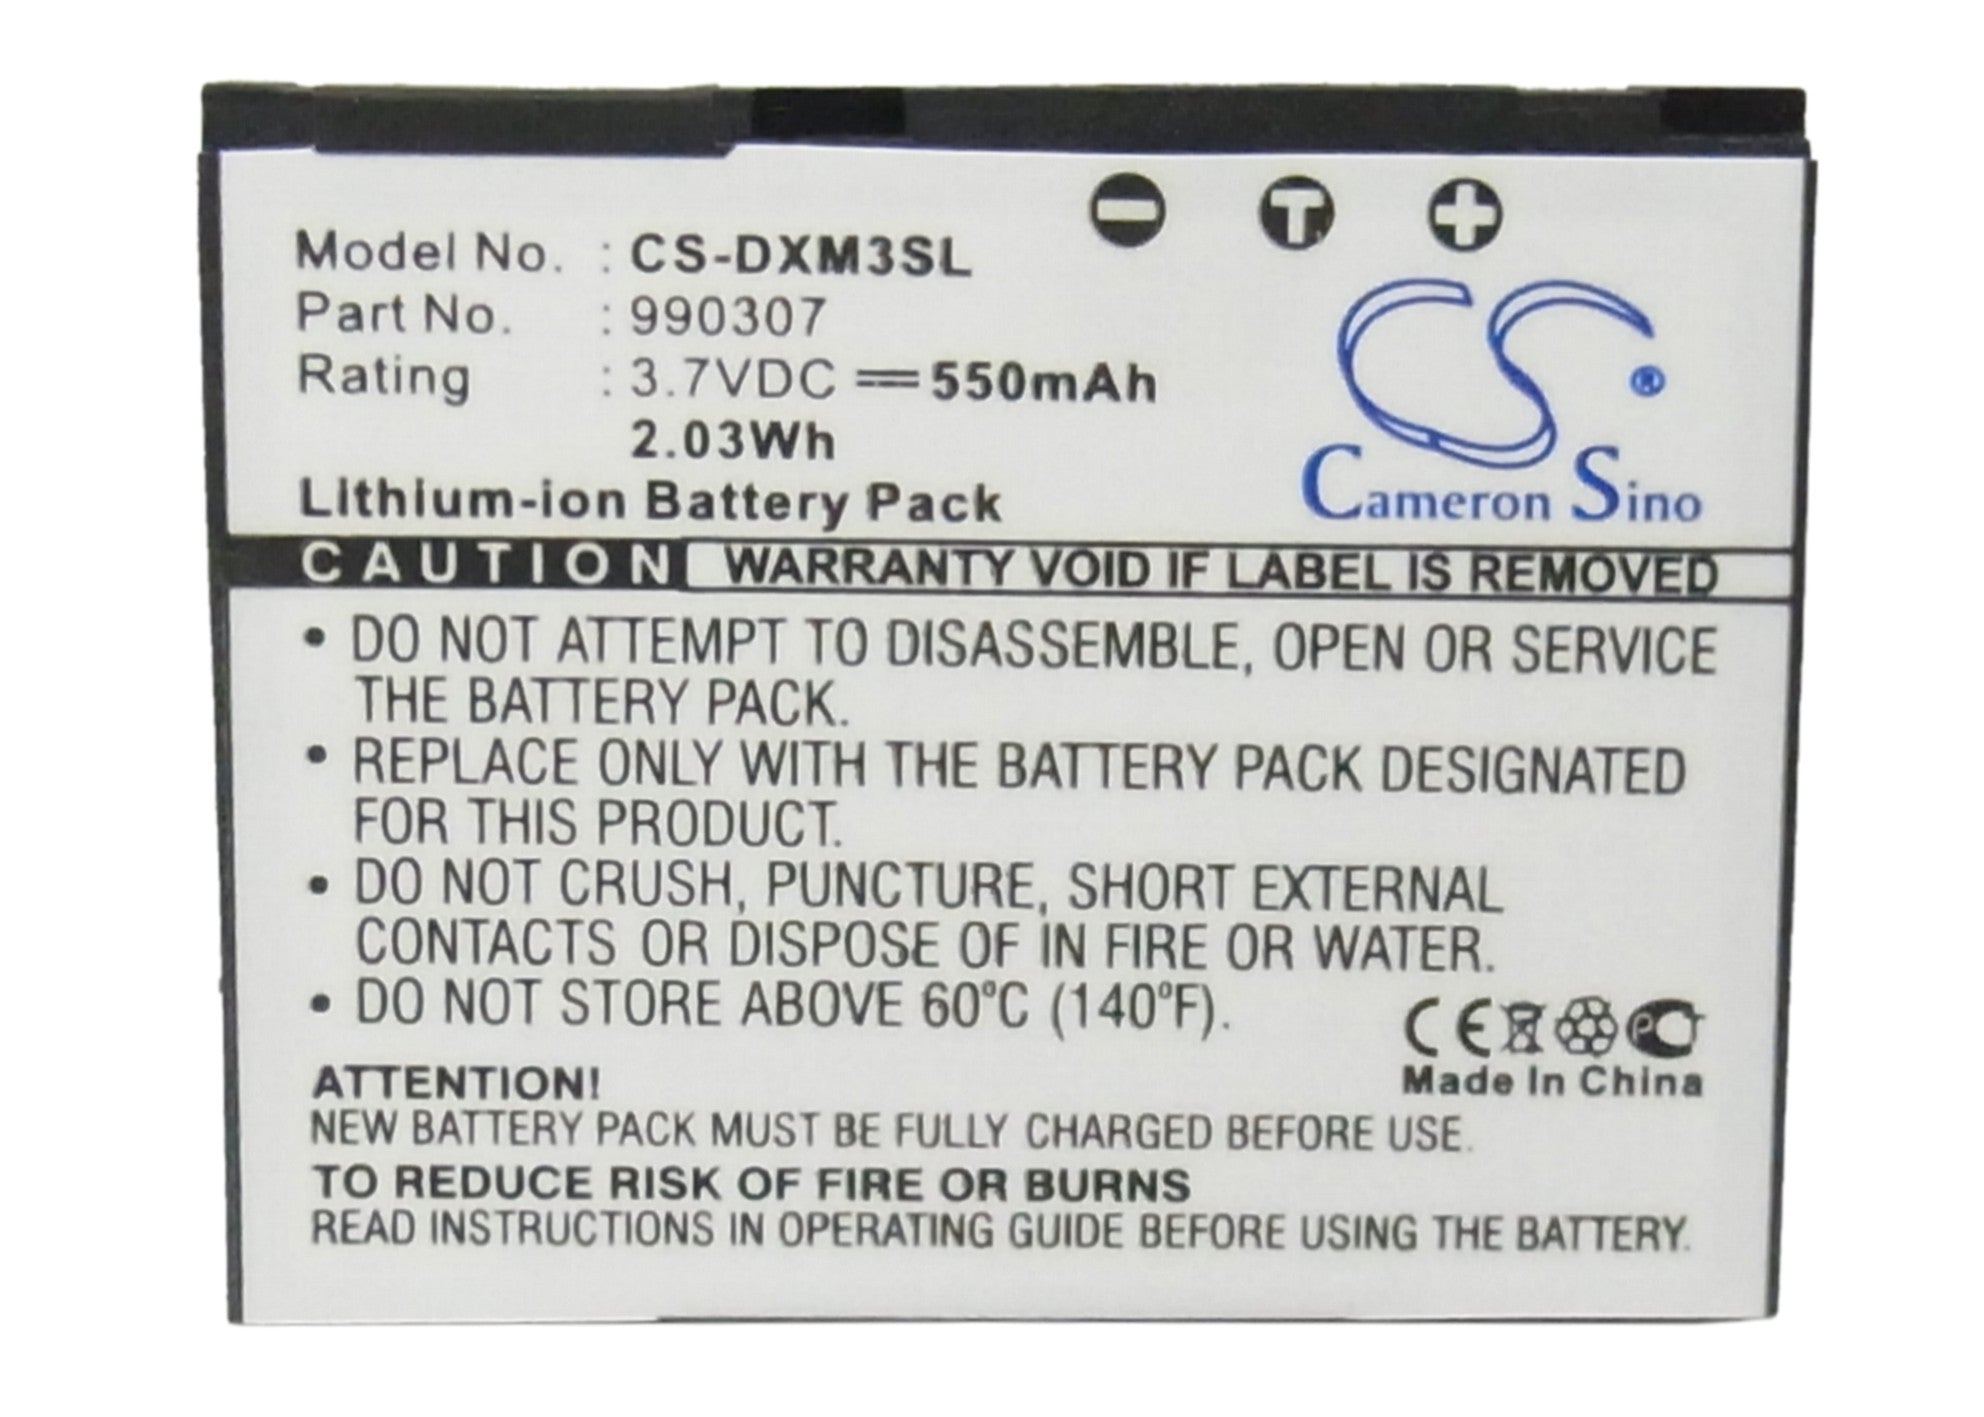 − T +
Model No. : CS-DXM3SL
Part No. : 990307
Rating : 3.7VDC ⎓ 550mAh
2.03Wh
Lithium-ion Battery Pack
CS ®
Cameron Sino
CAUTION WARRANTY VOID IF LABEL IS REMOVED
• DO NOT ATTEMPT TO DISASSEMBLE, OPEN OR SERVICE
THE BATTERY PACK.
• REPLACE ONLY WITH THE BATTERY PACK DESIGNATED
FOR THIS PRODUCT.
• DO NOT CRUSH, PUNCTURE, SHORT EXTERNAL
CONTACTS OR DISPOSE OF IN FIRE OR WATER.
• DO NOT STORE ABOVE 60°C (140°F).
CE PC
Made In China
ATTENTION!
NEW BATTERY PACK MUST BE FULLY CHARGED BEFORE USE.
TO REDUCE RISK OF FIRE OR BURNS
READ INSTRUCTIONS IN OPERATING GUIDE BEFORE USING THE BATTERY.